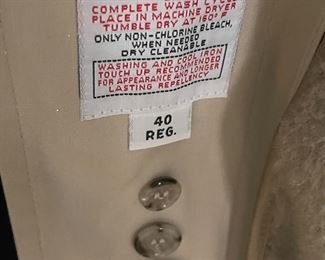 COMPLETE WASH CYCLE
PLACE IN MACHINE DRYER
TUMBLE DRY AT 160° F
ONLY NON-CHLORINE BLEACH,
WHEN NEEDED
DRY CLEANABLE
WASHING AND COOL IRON
TOUCH UP RECOMMENDED
FOR APPEARANCE AND LONGER
LASTING REPELLENCY
40
REG.